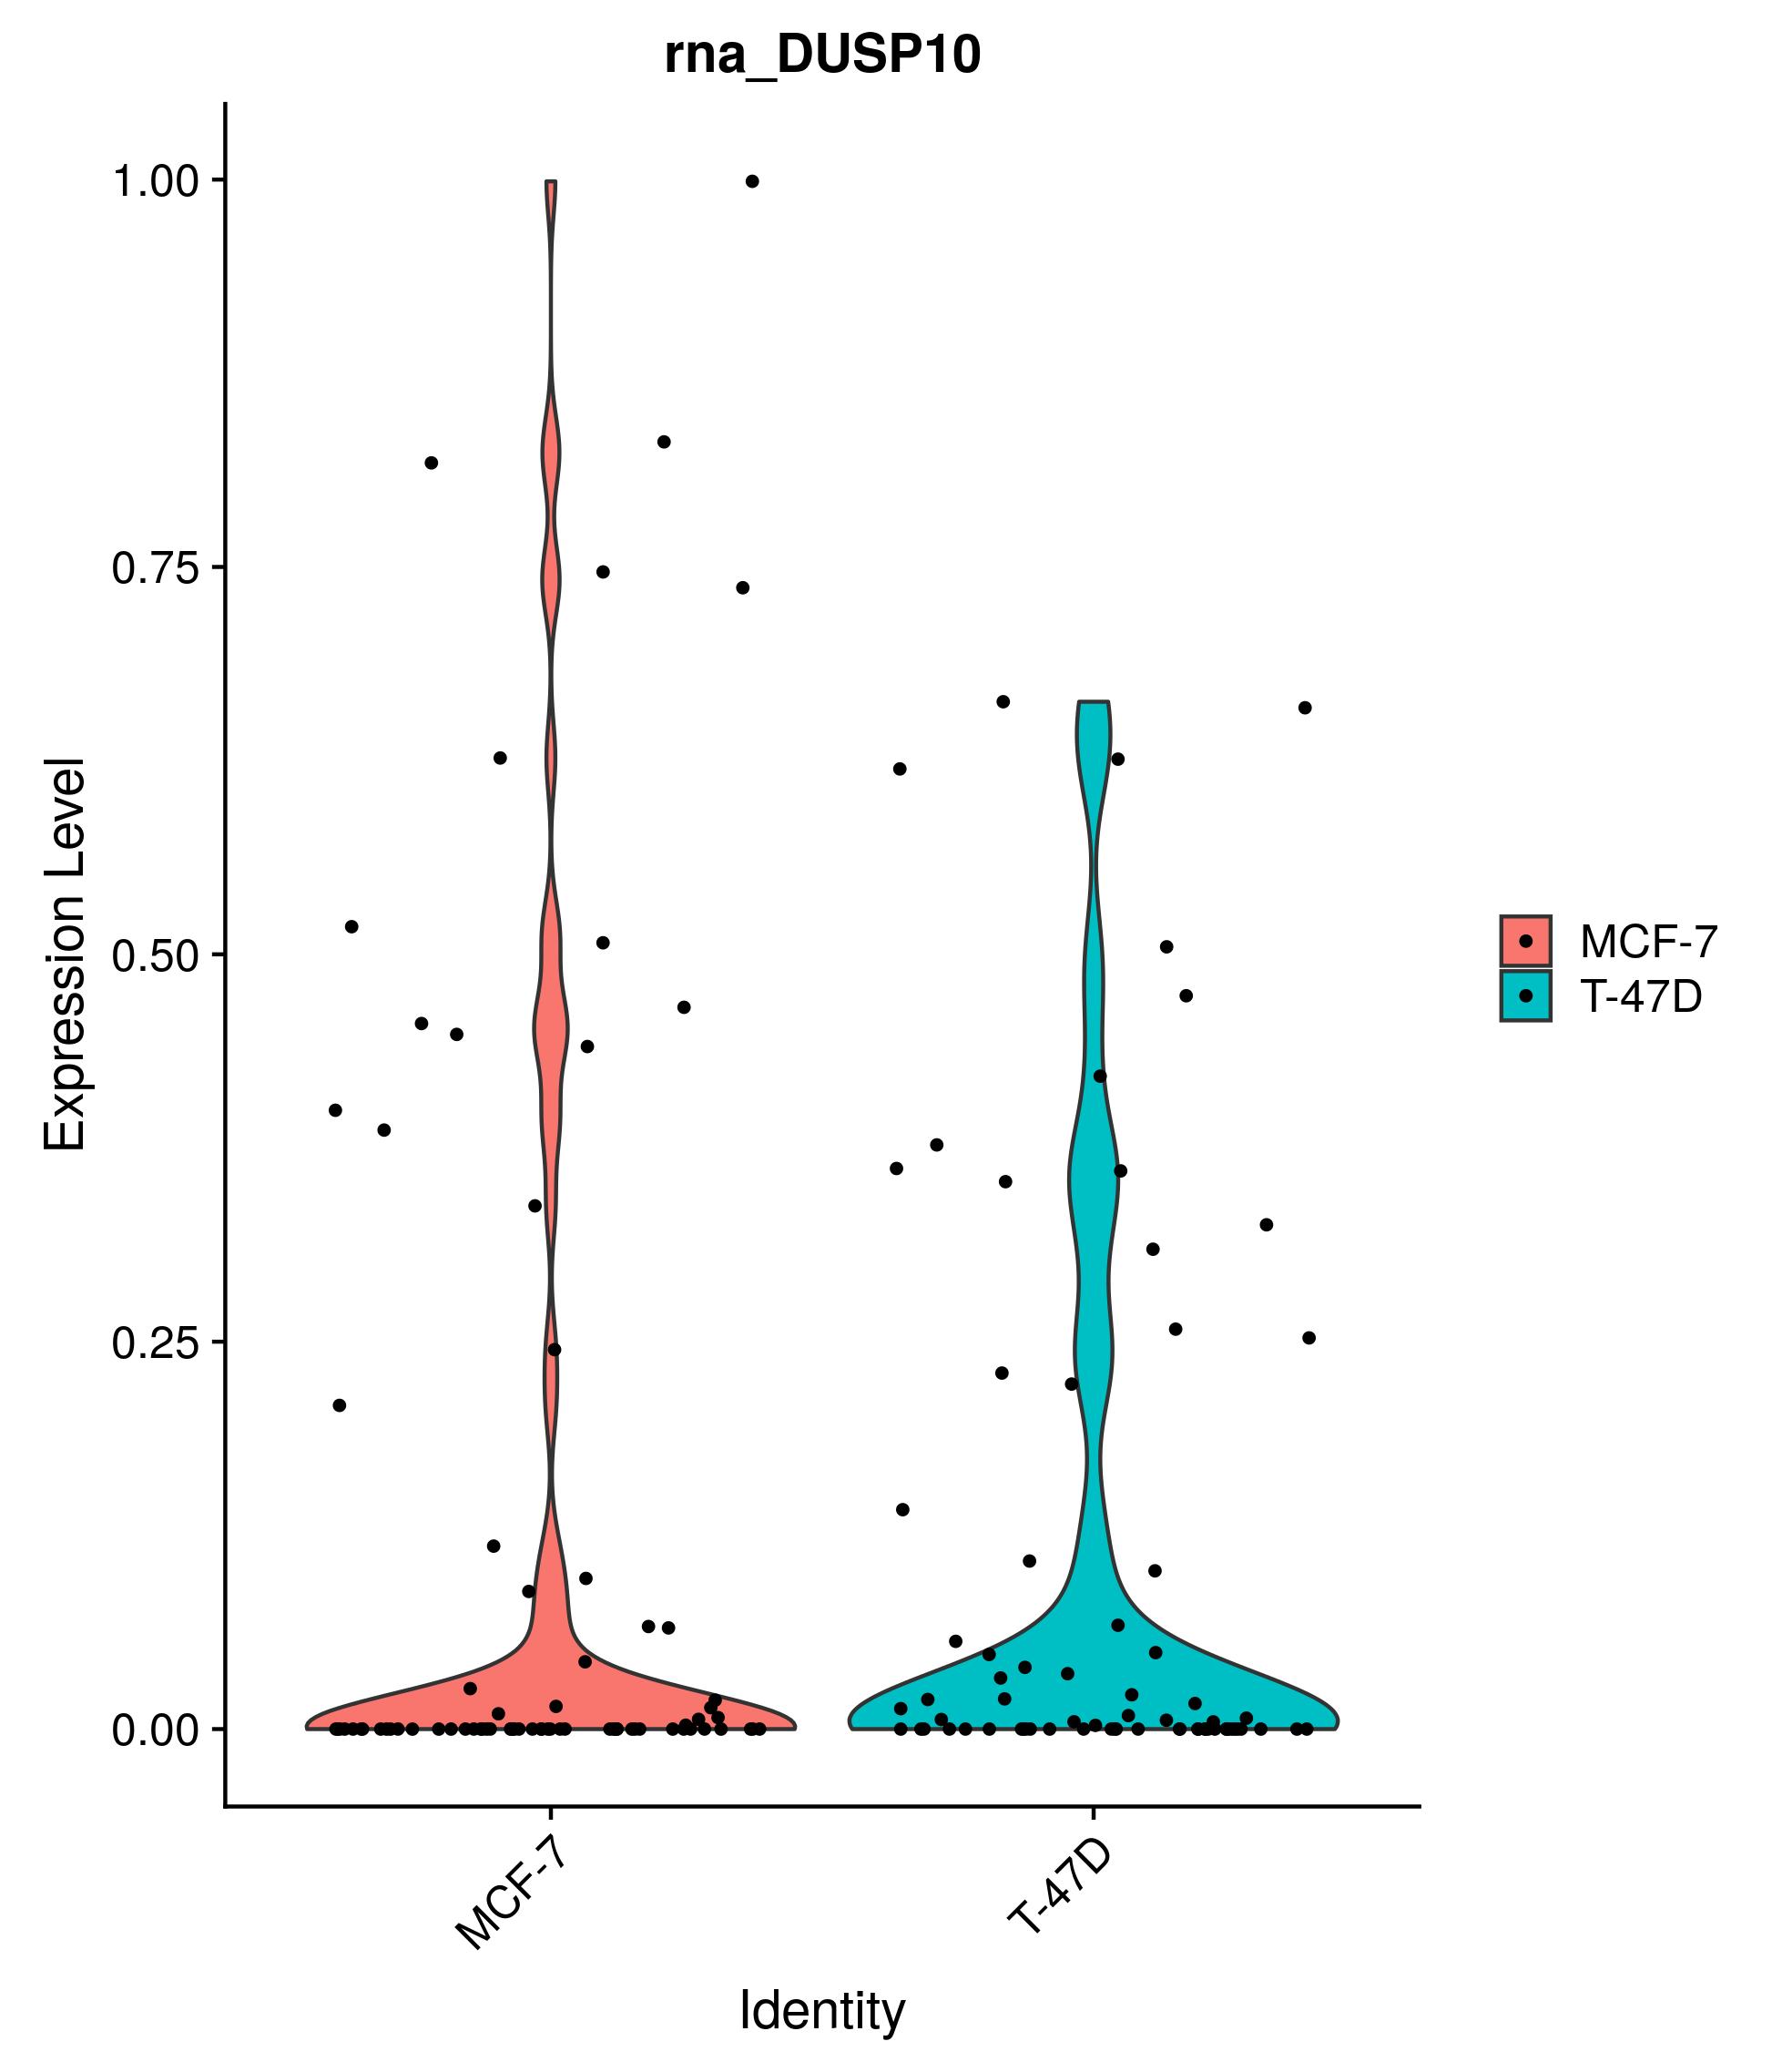 rna_DUSP10
1.00
0.75
0.50
0.25
0.00
Expression Level
MCF-7
T-47D
Identity
MCF-7
T-47D